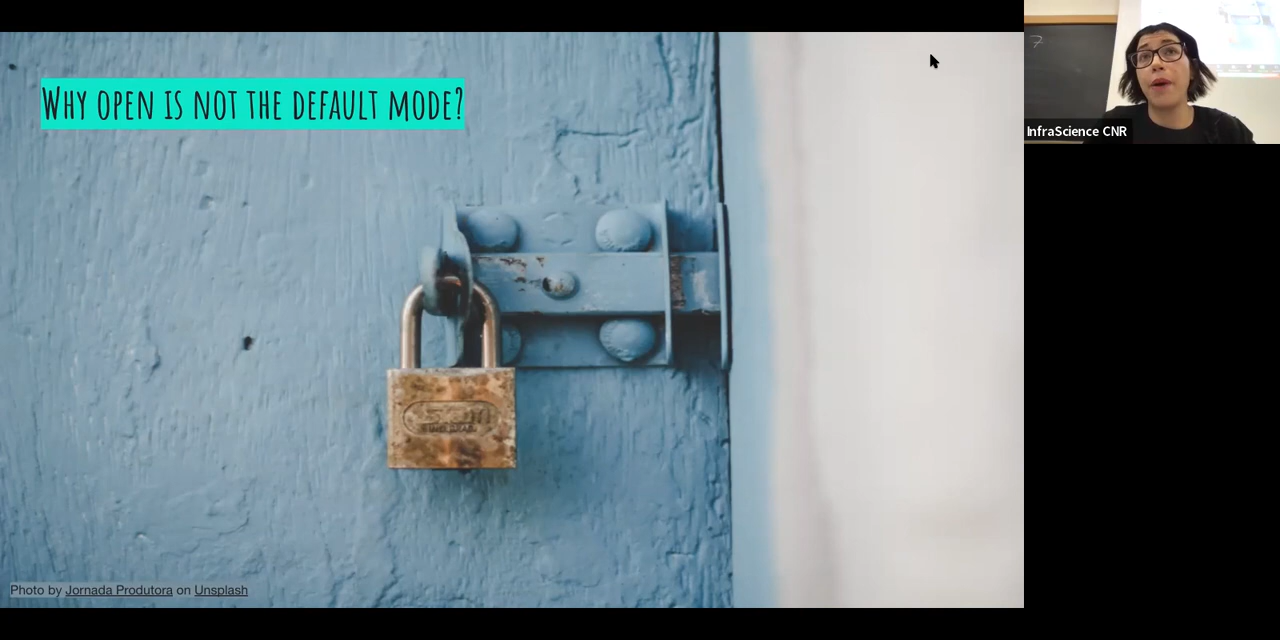 WHY OPEN IS NOT THE DEFAULT MODE?
InfraScience CNR
Photo by Jornada Produtora on Unsplash